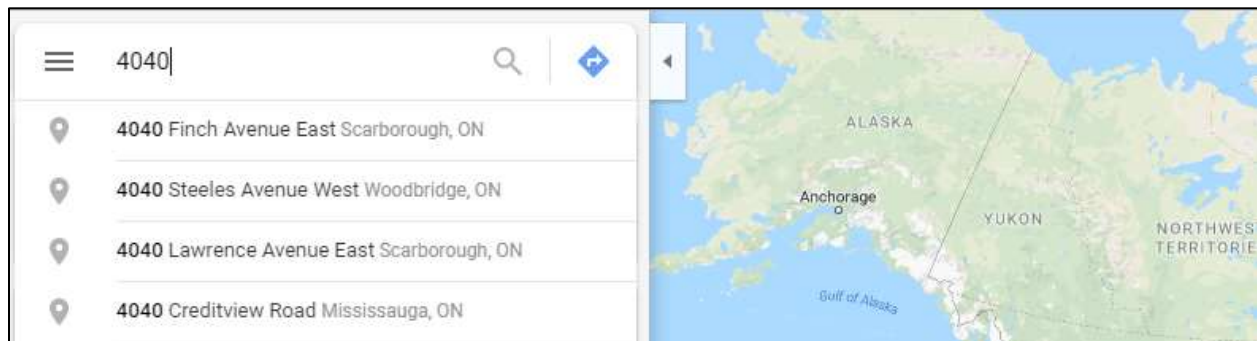 4040
4040 Finch Avenue East Scarborough, ON
4040 Steeles Avenue West Woodbridge, ON
4040 Lawrence Avenue East Scarborough, ON
4040 Creditview Road Mississauga, ON
ALASKA
Anchorage
YUKON
NORTHWES
TERRITORIE
Gulf of Alaska